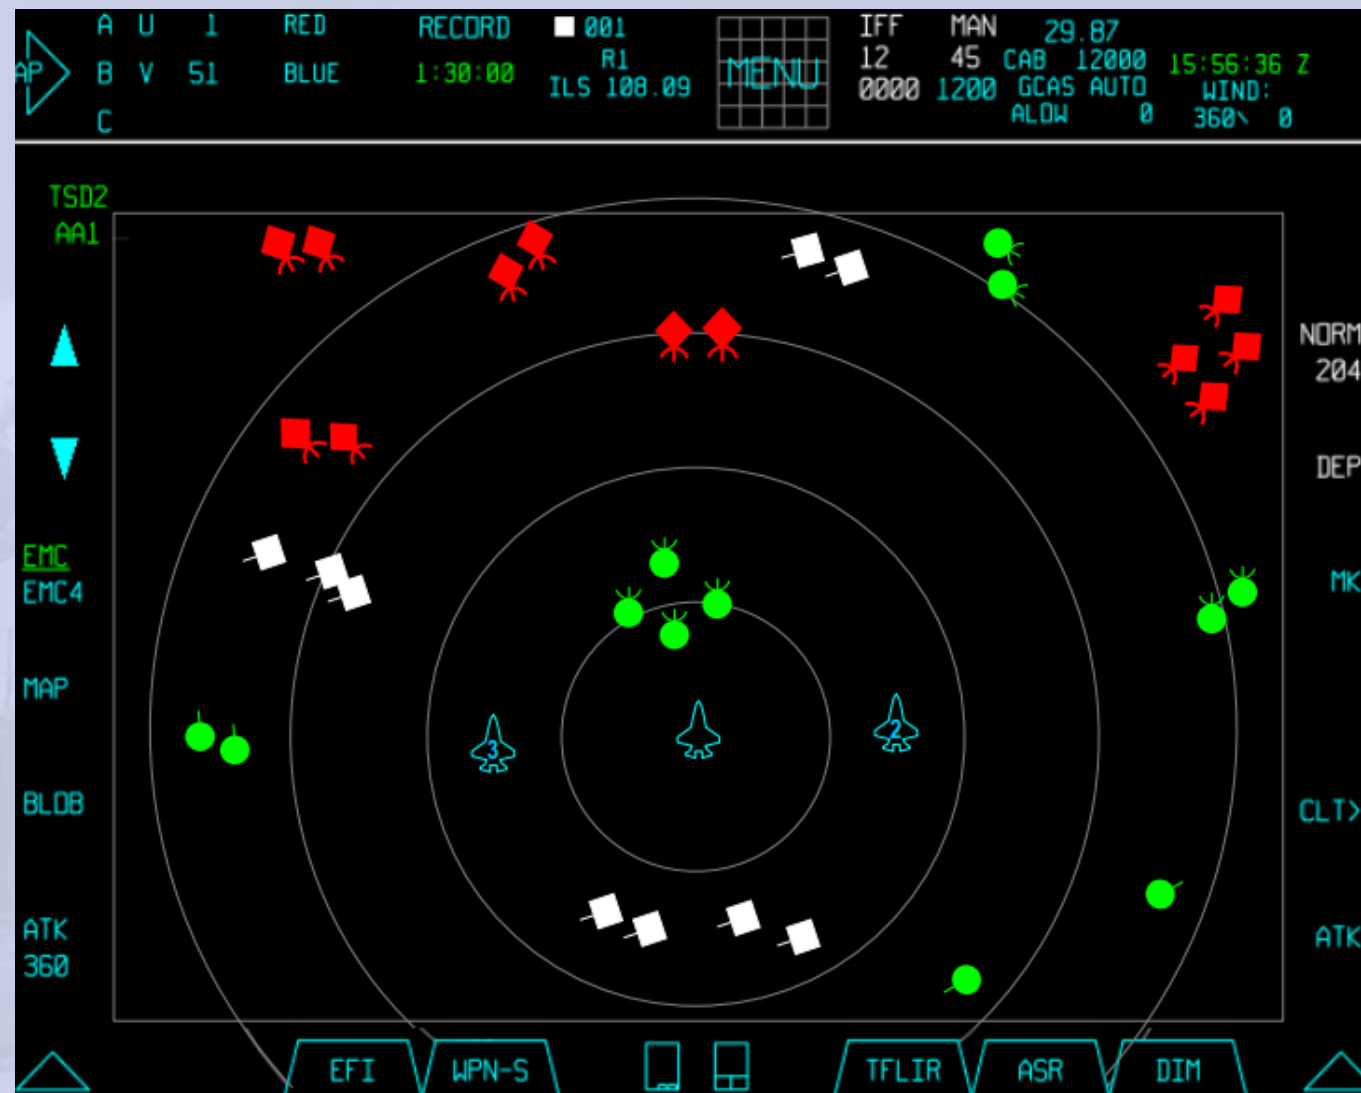 AP
A U 1 RED RECORD 001 IFF MAN 29.87
R1 12 45 CAB 12000 15:56:36 Z
B V 51 BLUE 1:30:00 ILS 108.09 MENU 0000 1200 GCAS AUTO WIND:
C ALOW 0 360\ 0
TSD2
AA1
NORM
204
DEP
EMC
EMC4
MK
MAP
3
2
BLOB
CLT>
ATK
360
ATK
EFI WPN-S TFLIR ASR DIM